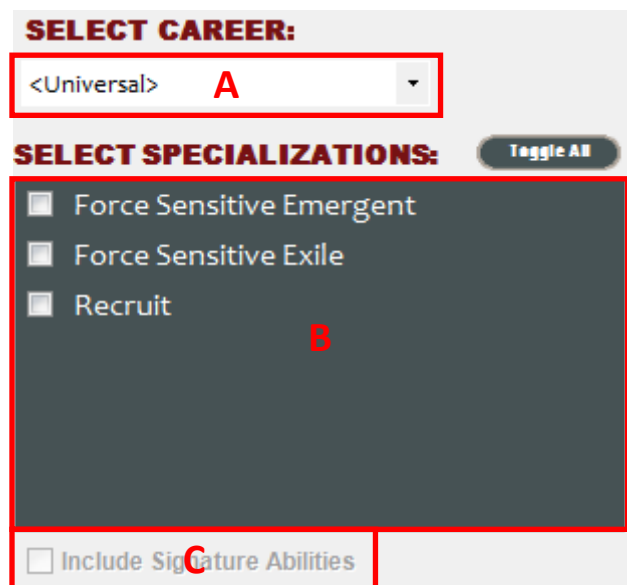 SELECT CAREER:
<Universal> A
SELECT SPECIALIZATIONS: Toggle All
Force Sensitive Emergent
Force Sensitive Exile
Recruit
B
Include Signature Abilities
C